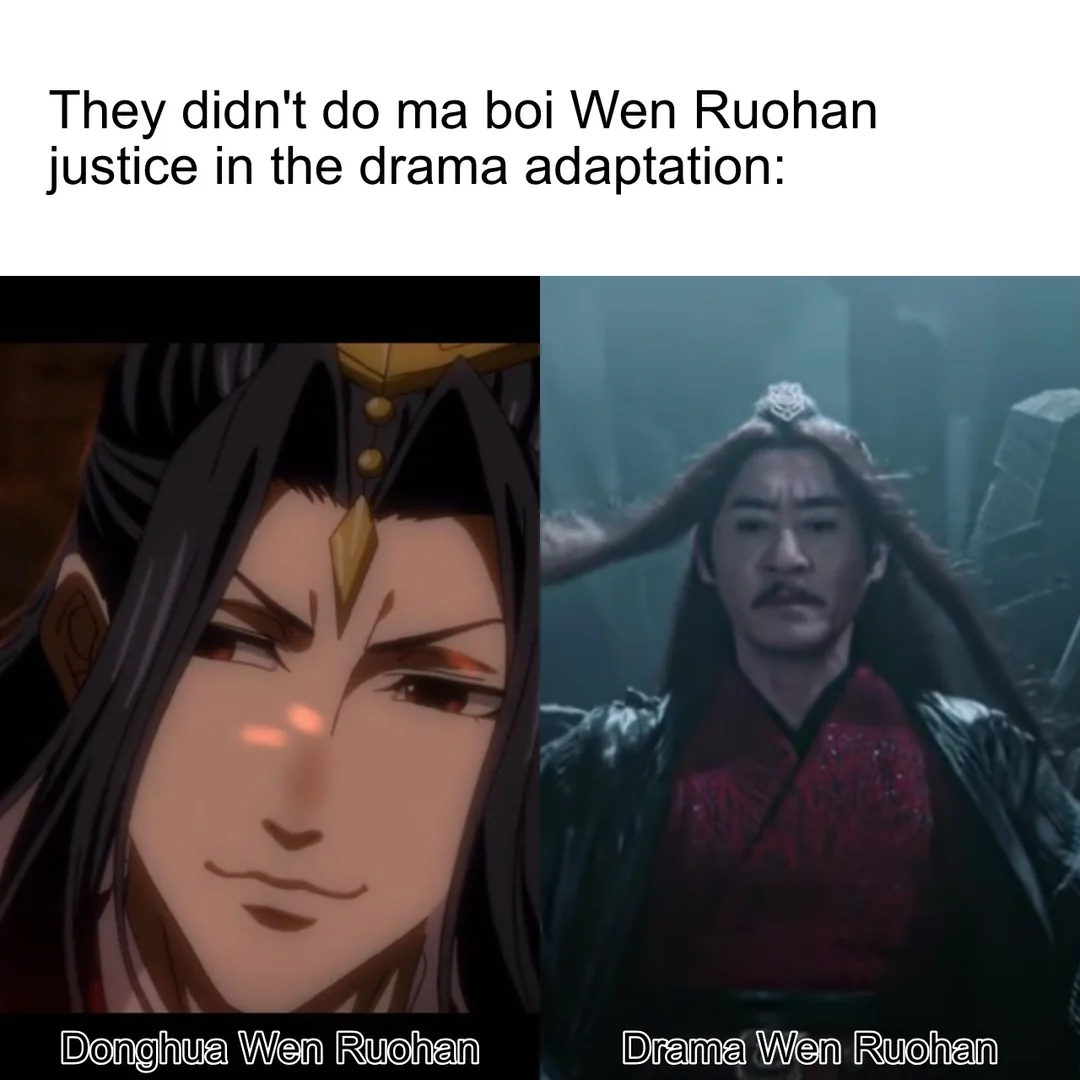 They didn't do ma boi Wen Ruohan
justice in the drama adaptation:
Donghua Wen Ruohan
Drama Wen Ruohan